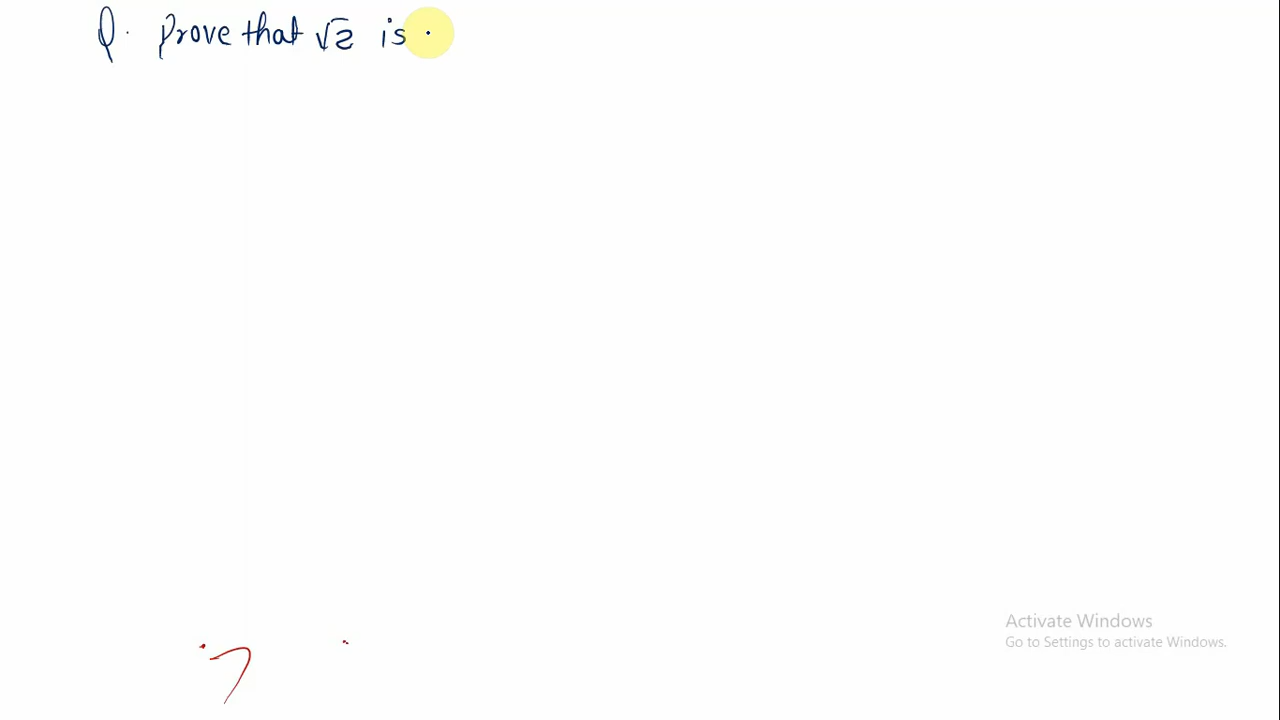 Q. Prove that √2 is
Activate Windows
Go to Settings to activate Windows.